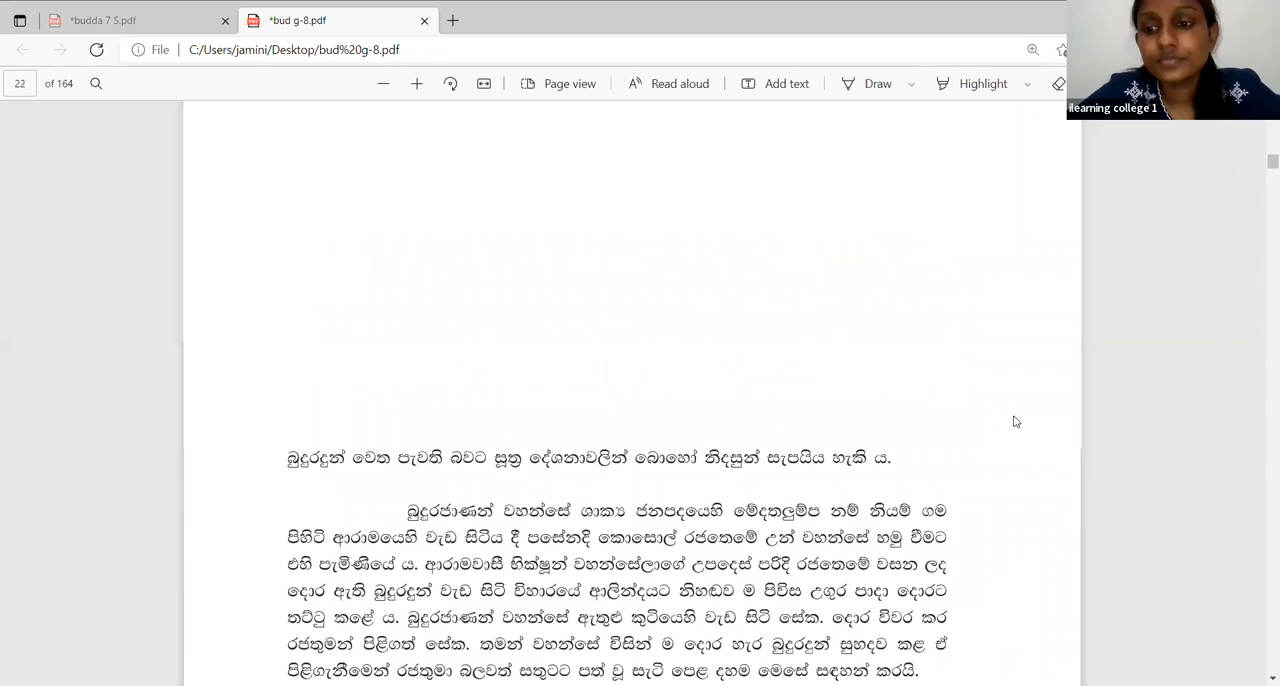 *budda 7 S.pdf
*bud g-8.pdf
File
C:/Users/jamini/Desktop/bud%20g-8.pdf
22 of 164
Page view
Read aloud
Add text
Draw
Highlight
ilearning college 1
බුදුරදුන් වෙත පැවති බවට සූත්‍ර දේශනාවලින් බොහෝ නිදසුන් සැපයිය හැකි ය.
බුදුරජාණන් වහන්සේ ශාක්‍ය ජනපදයෙහි මේදතලුම්ප නම් නියම් ගම
පිහිටි ආරාමයෙහි වැඩ සිටිය දී පසේනදි කොසොල් රජතෙමේ උන් වහන්සේ හමු වීමට
එහි පැමිණියේ ය. ආරාමවාසී භික්ෂූන් වහන්සේලාගේ උපදෙස් පරිදි රජතෙමේ වසන ලද
දොර ඇති බුදුරදුන් වැඩ සිටි විහාරයේ ආලින්දයට නිහඬව ම පිවිස උගුර පාදා දොරට
තට්ටු කළේ ය. බුදුරජාණන් වහන්සේ ඇතුළු කුටියෙහි වැඩ සිටි සේක. දොර විවර කර
රජතුමන් පිළිගත් සේක. තමන් වහන්සේ විසින් ම දොර හැර බුදුරදුන් සුහදව කළ ඒ
පිළිගැනීමෙන් රජතුමා බලවත් සතුටට පත් වූ සැටි පෙළ දහම මෙසේ සඳහන් කරයි.